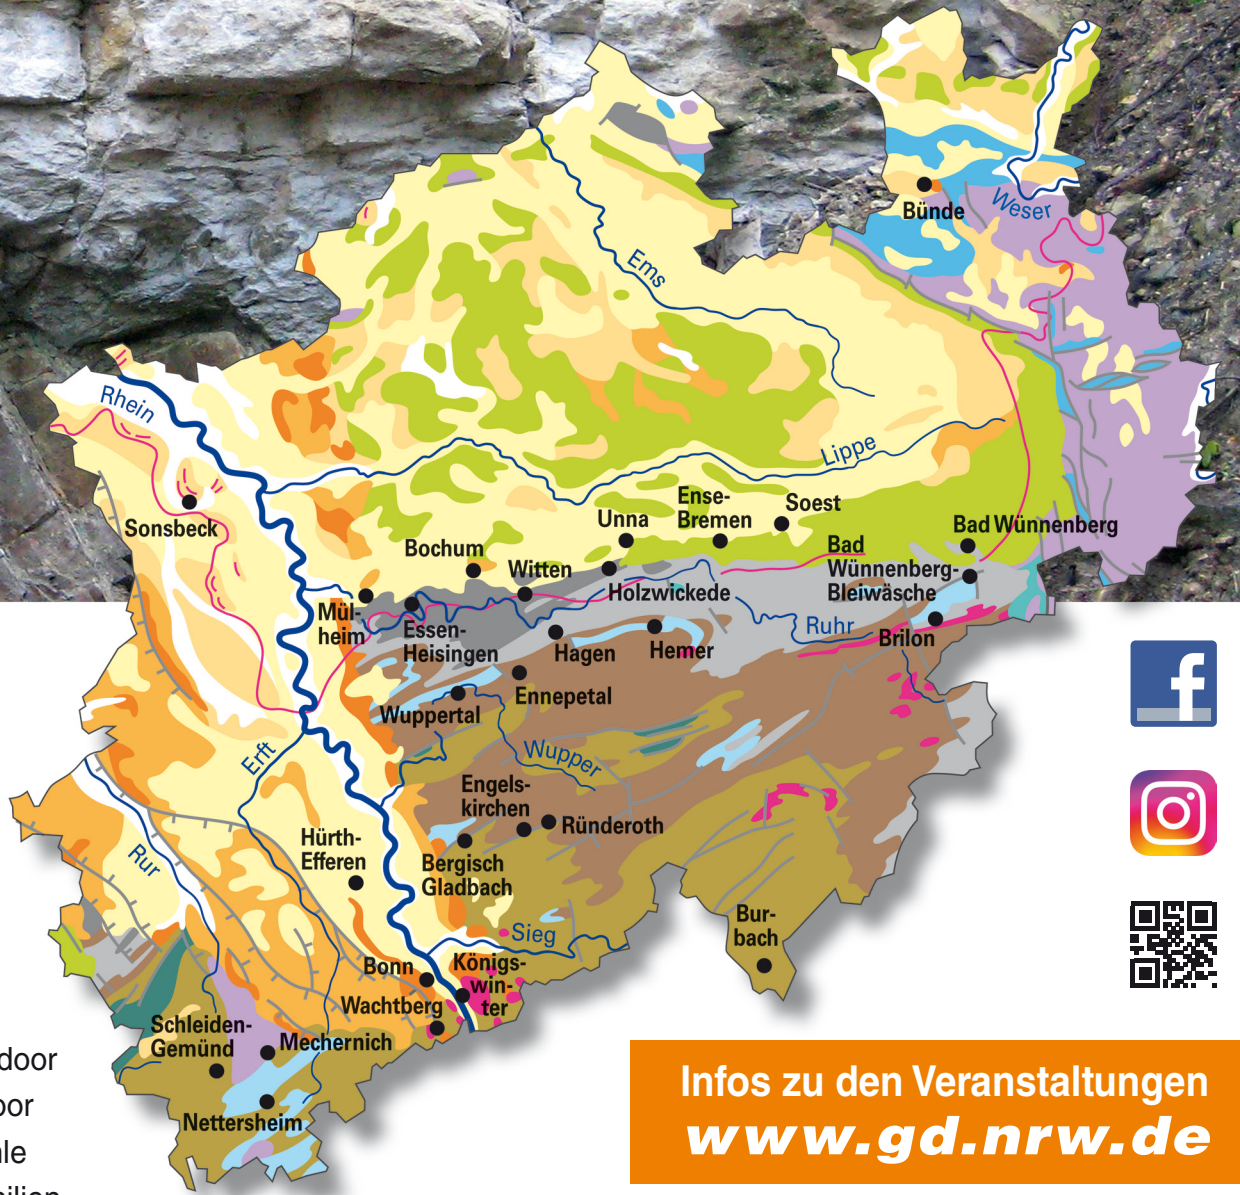 Bünde
Weser
Ems
Rhein
Lippe
Sonsbeck
Unna
Ense-
Bremen
Soest
Bad Wünnenberg
Bochum
Witten
Holzwickede
Bad
Wünnenberg-
Bleiwäsche
Mül-
heim
Essen-
Heisingen
Hagen
Hemer
Ruhr
Brilon
Ennepetal
Wuppertal
Wupper
Erft
Engels-
kirchen
Ründeroth
Hürth-
Efferen
Bergisch
Gladbach
Rur
Sieg
Bur-
bach
Bonn
Königs-
win-
ter
Wachtberg
Schleiden-
Gemünd
Mechernich
Nettersheim
door
oor
f
Infos zu den Veranstaltungen
www.gd.nrw.de